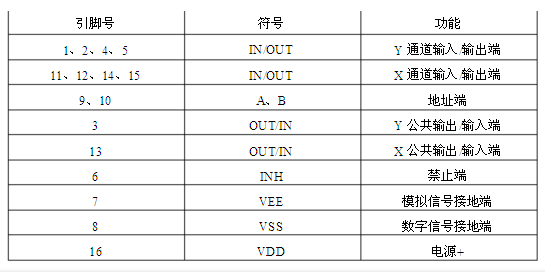 引脚号 符号 功能
1、2、4、5 IN/OUT Y 通道输入/输出端
11、12、14、15 IN/OUT X 通道输入/输出端
9、10 A、B 地址端
3 OUT/IN Y 公共输出/输入端
13 OUT/IN X 公共输出/输入端
6 INH 禁止端
7 VEE 模拟信号接地端
8 VSS 数字信号接地端
16 VDD 电源+